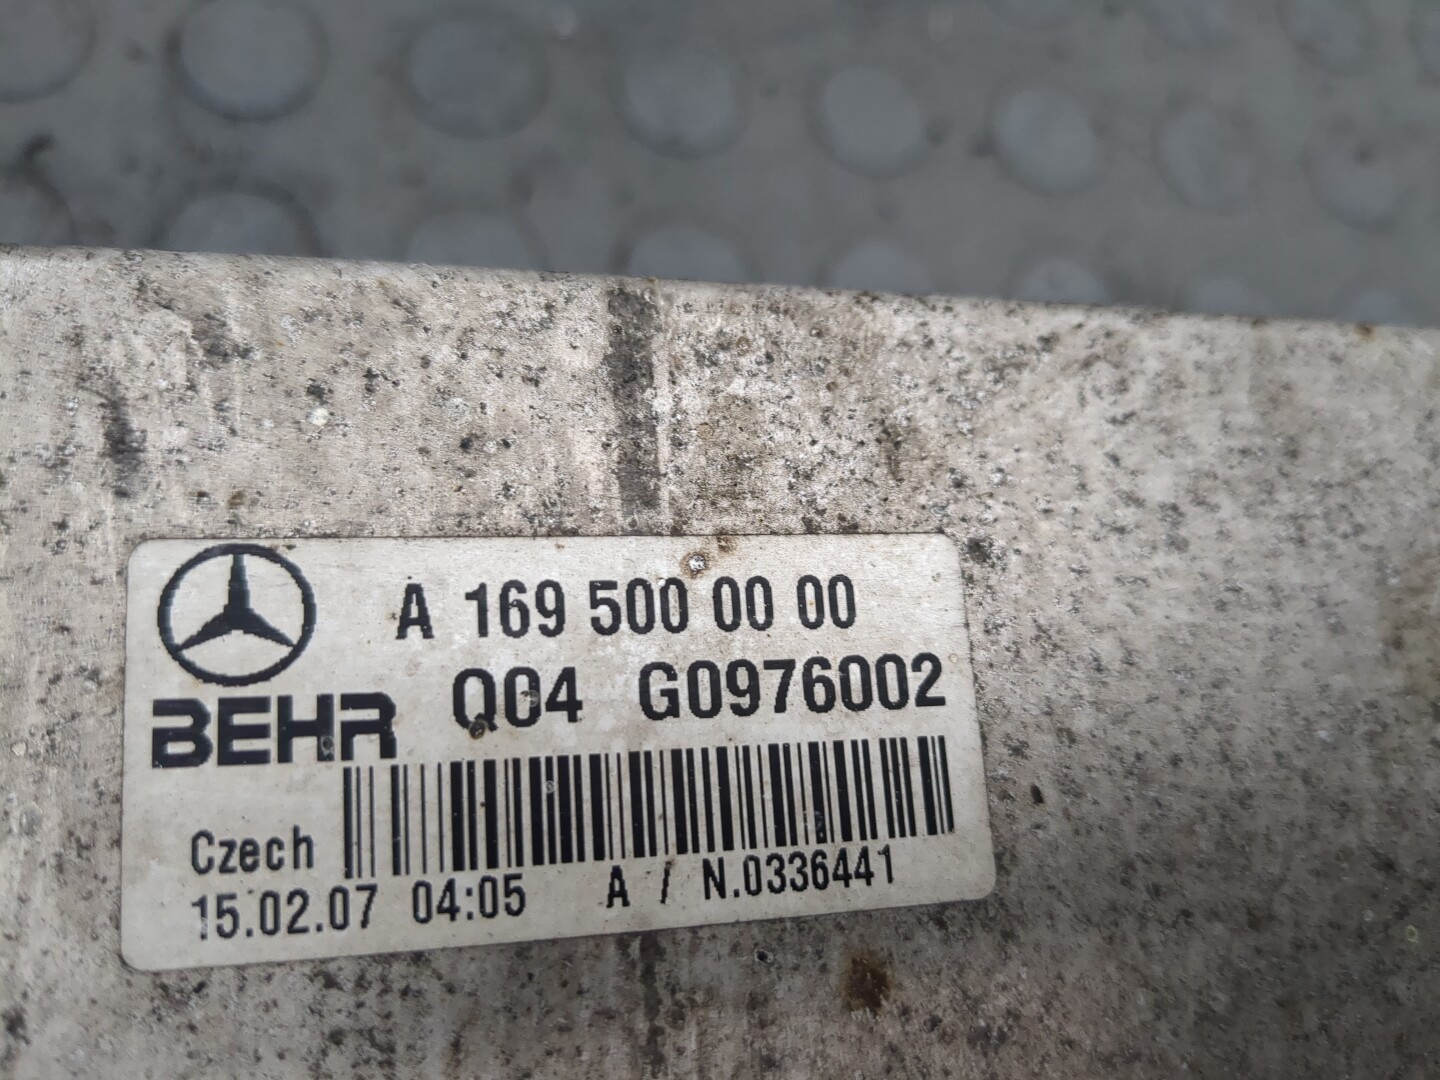 A 169 500 00 00
BEHR Q04 G0976002
Czech
15.02.07 04:05 A / N.0336441